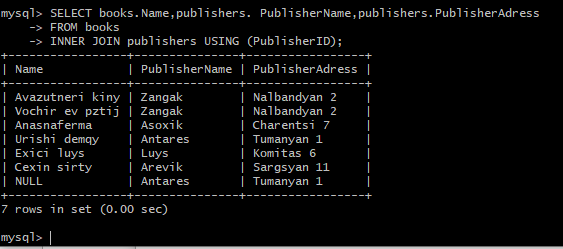 mysql> SELECT books.Name,publishers. PublisherName,publishers.PublisherAdress
    -> FROM books
    -> INNER JOIN publishers USING (PublisherID);
+-----------------+---------------+-----------------+
| Name            | PublisherName | PublisherAdress |
+-----------------+---------------+-----------------+
| Avazutneri kiny | Zangak        | Nalbandyan 2    |
| Vochir ev pztij | Zangak        | Nalbandyan 2    |
| Anasnaferma     | Asoxik        | Charentsi 7     |
| Urishi demqy    | Antares       | Tumanyan 1      |
| Exici luys      | Luys          | Komitas 6       |
| Cexin sirty     | Arevik        | Sargsyan 11     |
| NULL            | Antares       | Tumanyan 1      |
+-----------------+---------------+-----------------+
7 rows in set (0.00 sec)
mysql>